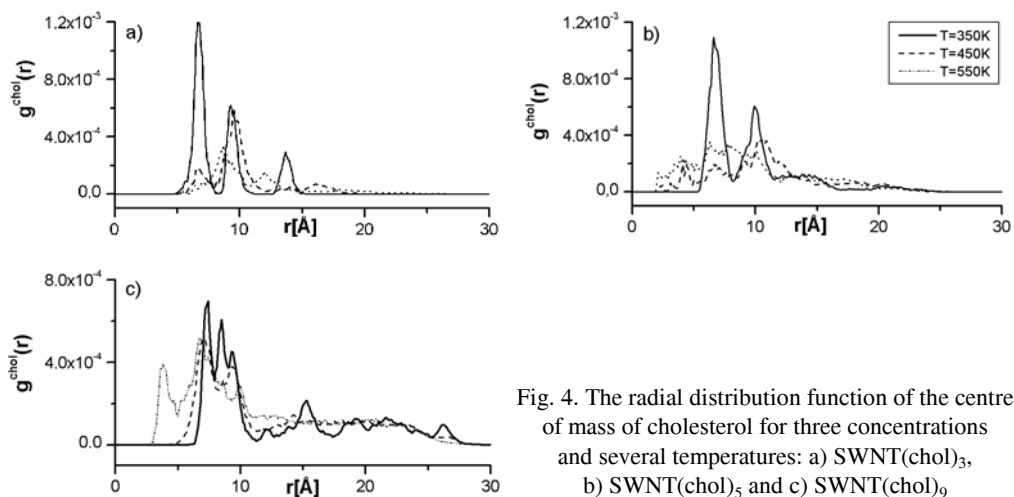 1.2x10⁻³
a)
8.0x10⁻⁴
4.0x10⁻⁴
0.0
gᶜʰᵒˡ(r)
0 10 20 30
r[Å]
1.2x10⁻³
b)
T=350K
T=450K
T=550K
8.0x10⁻⁴
4.0x10⁻⁴
0.0
gᶜʰᵒˡ(r)
0 10 20 30
r[Å]
8.0x10⁻⁴
c)
4.0x10⁻⁴
0.0
gᶜʰᵒˡ(r)
0 10 20 30
r[Å]
Fig. 4. The radial distribution function of the centre
of mass of cholesterol for three concentrations
and several temperatures: a) SWNT(chol)₃,
b) SWNT(chol)₅ and c) SWNT(chol)₉